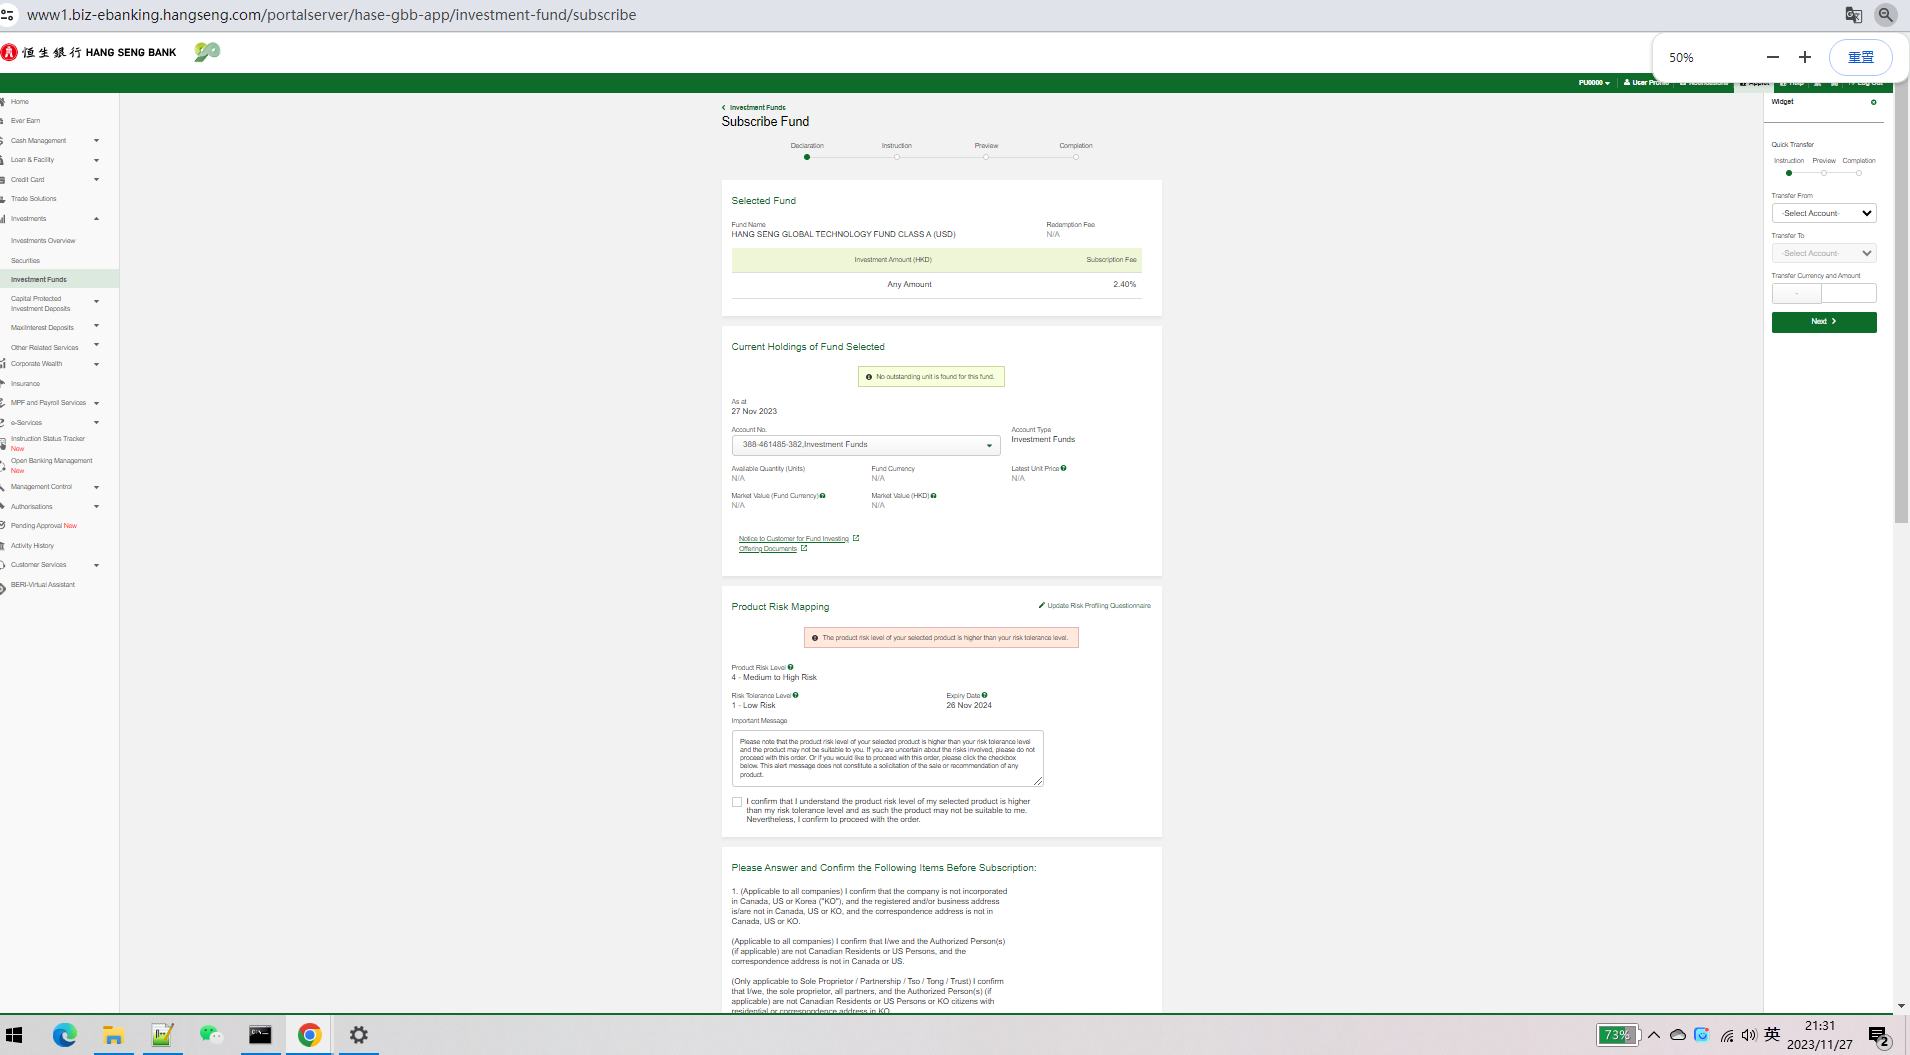 www1.biz-ebanking.hangseng.com/portalserver/hase-gbb-app/investment-fund/subscribe
恒生銀行 HANG SENG BANK
50%
重置
PU0000
User Profile
Widget
Home
Ever Earn
Cash Management
Loan & Facility
Credit Card
Trade Solutions
Investments
Investments Overview
Securities
Investment Funds
Capital Protected
Investment Deposits
MaxiInterest Deposits
Other Related Services
Corporate Wealth
Insurance
MPF and Payroll Services
e-Services
Instruction Status Tracker
New
Open Banking Management
New
Management Control
Authorisations
Pending Approval New
Activity History
Customer Services
BERI-Virtual Assistant
Investment Funds
Subscribe Fund
Declaration
Instruction
Preview
Completion
Selected Fund
Fund Name
Redemption Fee
HANG SENG GLOBAL TECHNOLOGY FUND CLASS A (USD)
N/A
Investment Amount (HKD)
Subscription Fee
Any Amount
2.40%
Current Holdings of Fund Selected
No outstanding unit is found for this fund.
As at
27 Nov 2023
Account No.
Account Type
388-461485-382,Investment Funds
Investment Funds
Available Quantity (Units)
Fund Currency
Latest Unit Price
N/A
N/A
N/A
Market Value (Fund Currency)
Market Value (HKD)
N/A
N/A
Notice to Customer for Fund Investing
Offering Documents
Product Risk Mapping
Update Risk Profiling Questionnaire
The product risk level of your selected product is higher than your risk tolerance level.
Product Risk Level
4 - Medium to High Risk
Risk Tolerance Level
Expiry Date
1 - Low Risk
26 Nov 2024
Important Message
Please note that the product risk level of your selected product is higher than your risk tolerance level
and the product may not be suitable to you. If you are uncertain about the risks involved, please do not
proceed with this order. Or if you would like to proceed with this order, please click the checkbox
below. This alert message does not constitute a solicitation of the sale or recommendation of any
product.
I confirm that I understand the product risk level of my selected product is higher
than my risk tolerance level and as such the product may not be suitable to me.
Nevertheless, I confirm to proceed with the order.
Please Answer and Confirm the Following Items Before Subscription:
1. (Applicable to all companies) I confirm that the company is not incorporated
in Canada, US or Korea ("KO"), and the registered and/or business address
is/are not in Canada, US or KO, and the correspondence address is not in
Canada, US or KO.
(Applicable to all companies) I confirm that I/we and the Authorized Person(s)
(if applicable) are not Canadian Residents or US Persons, and the
correspondence address is not in Canada or US.
(Only applicable to Sole Proprietor / Partnership / Tso / Tong / Trust) I confirm
that I/we, the sole proprietor, all partners, and the Authorized Person(s) (if
applicable) are not Canadian Residents or US Persons or KO citizens with
residential or correspondence address in KO.
Quick Transfer
Instruction
Preview
Completion
Transfer From
-Select Account-
Transfer To
-Select Account-
Transfer Currency and Amount
-
Next
73%
英
21:31
2023/11/27
2